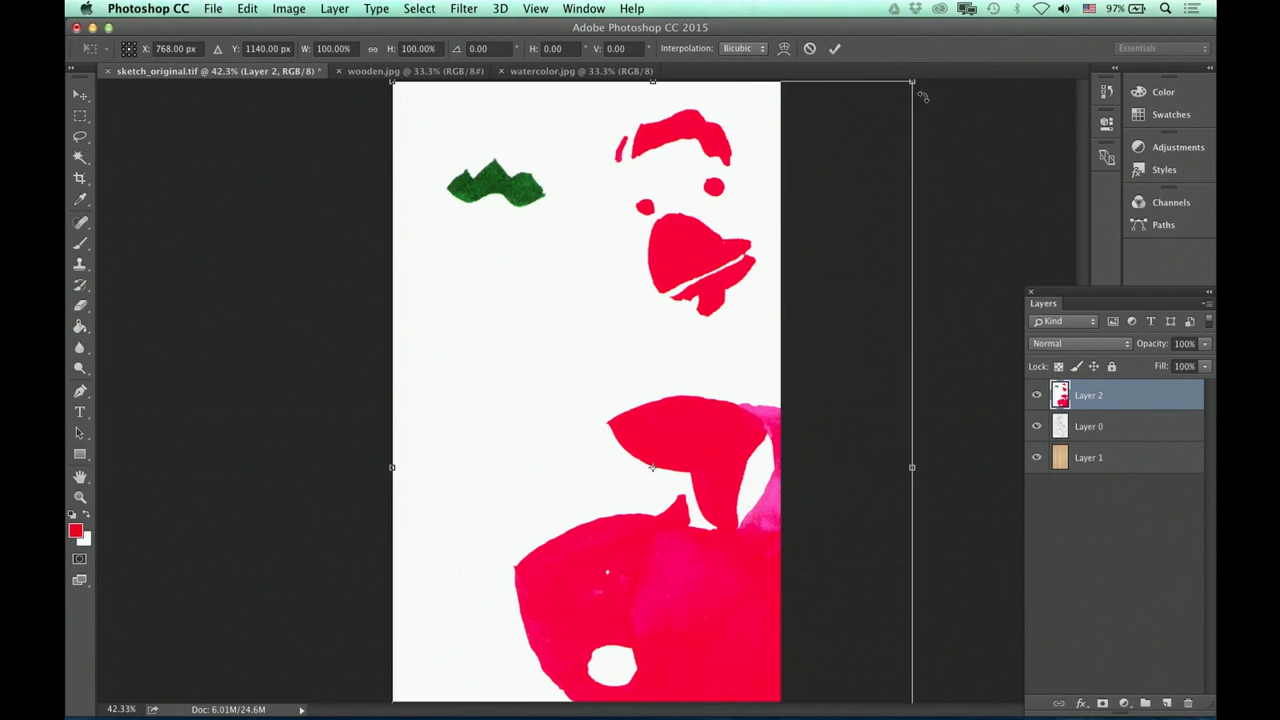 Photoshop CC File Edit Image Layer Type Select Filter 3D View Window Help 97%
Adobe Photoshop CC 2015
X: 768.00 px Y: 1140.00 px W: 100.00% H: 100.00% 0.00 ° H: 0.00 ° V: 0.00 ° Interpolation: Bicubic Essentials
× sketch_original.tif @ 42.3% (Layer 2, RGB/8) * × wooden.jpg @ 33.3% (RGB/8#) × watercolor.jpg @ 33.3% (RGB/8)
Color
Swatches
Adjustments
Styles
Channels
Paths
Layers
Kind
Normal Opacity: 100%
Lock: Fill: 100%
Layer 2
Layer 0
Layer 1
42.33% Doc: 6.01M/24.6M